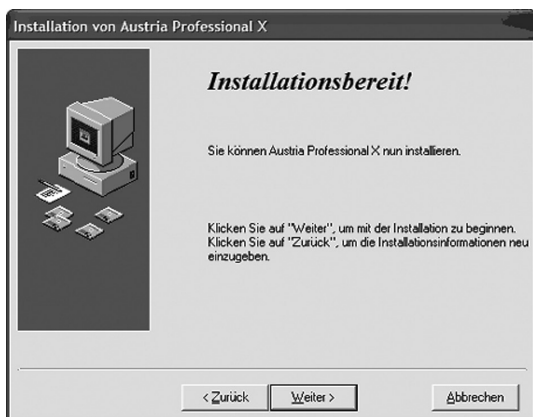 Installation von Austria Professional X
Installationsbereit!
Sie können Austria Professional X nun installieren.
Klicken Sie auf "Weiter", um mit der Installation zu beginnen.
Klicken Sie auf "Zurück", um die Installationsinformationen neu
einzugeben.
< Zurück
Weiter >
Abbrechen